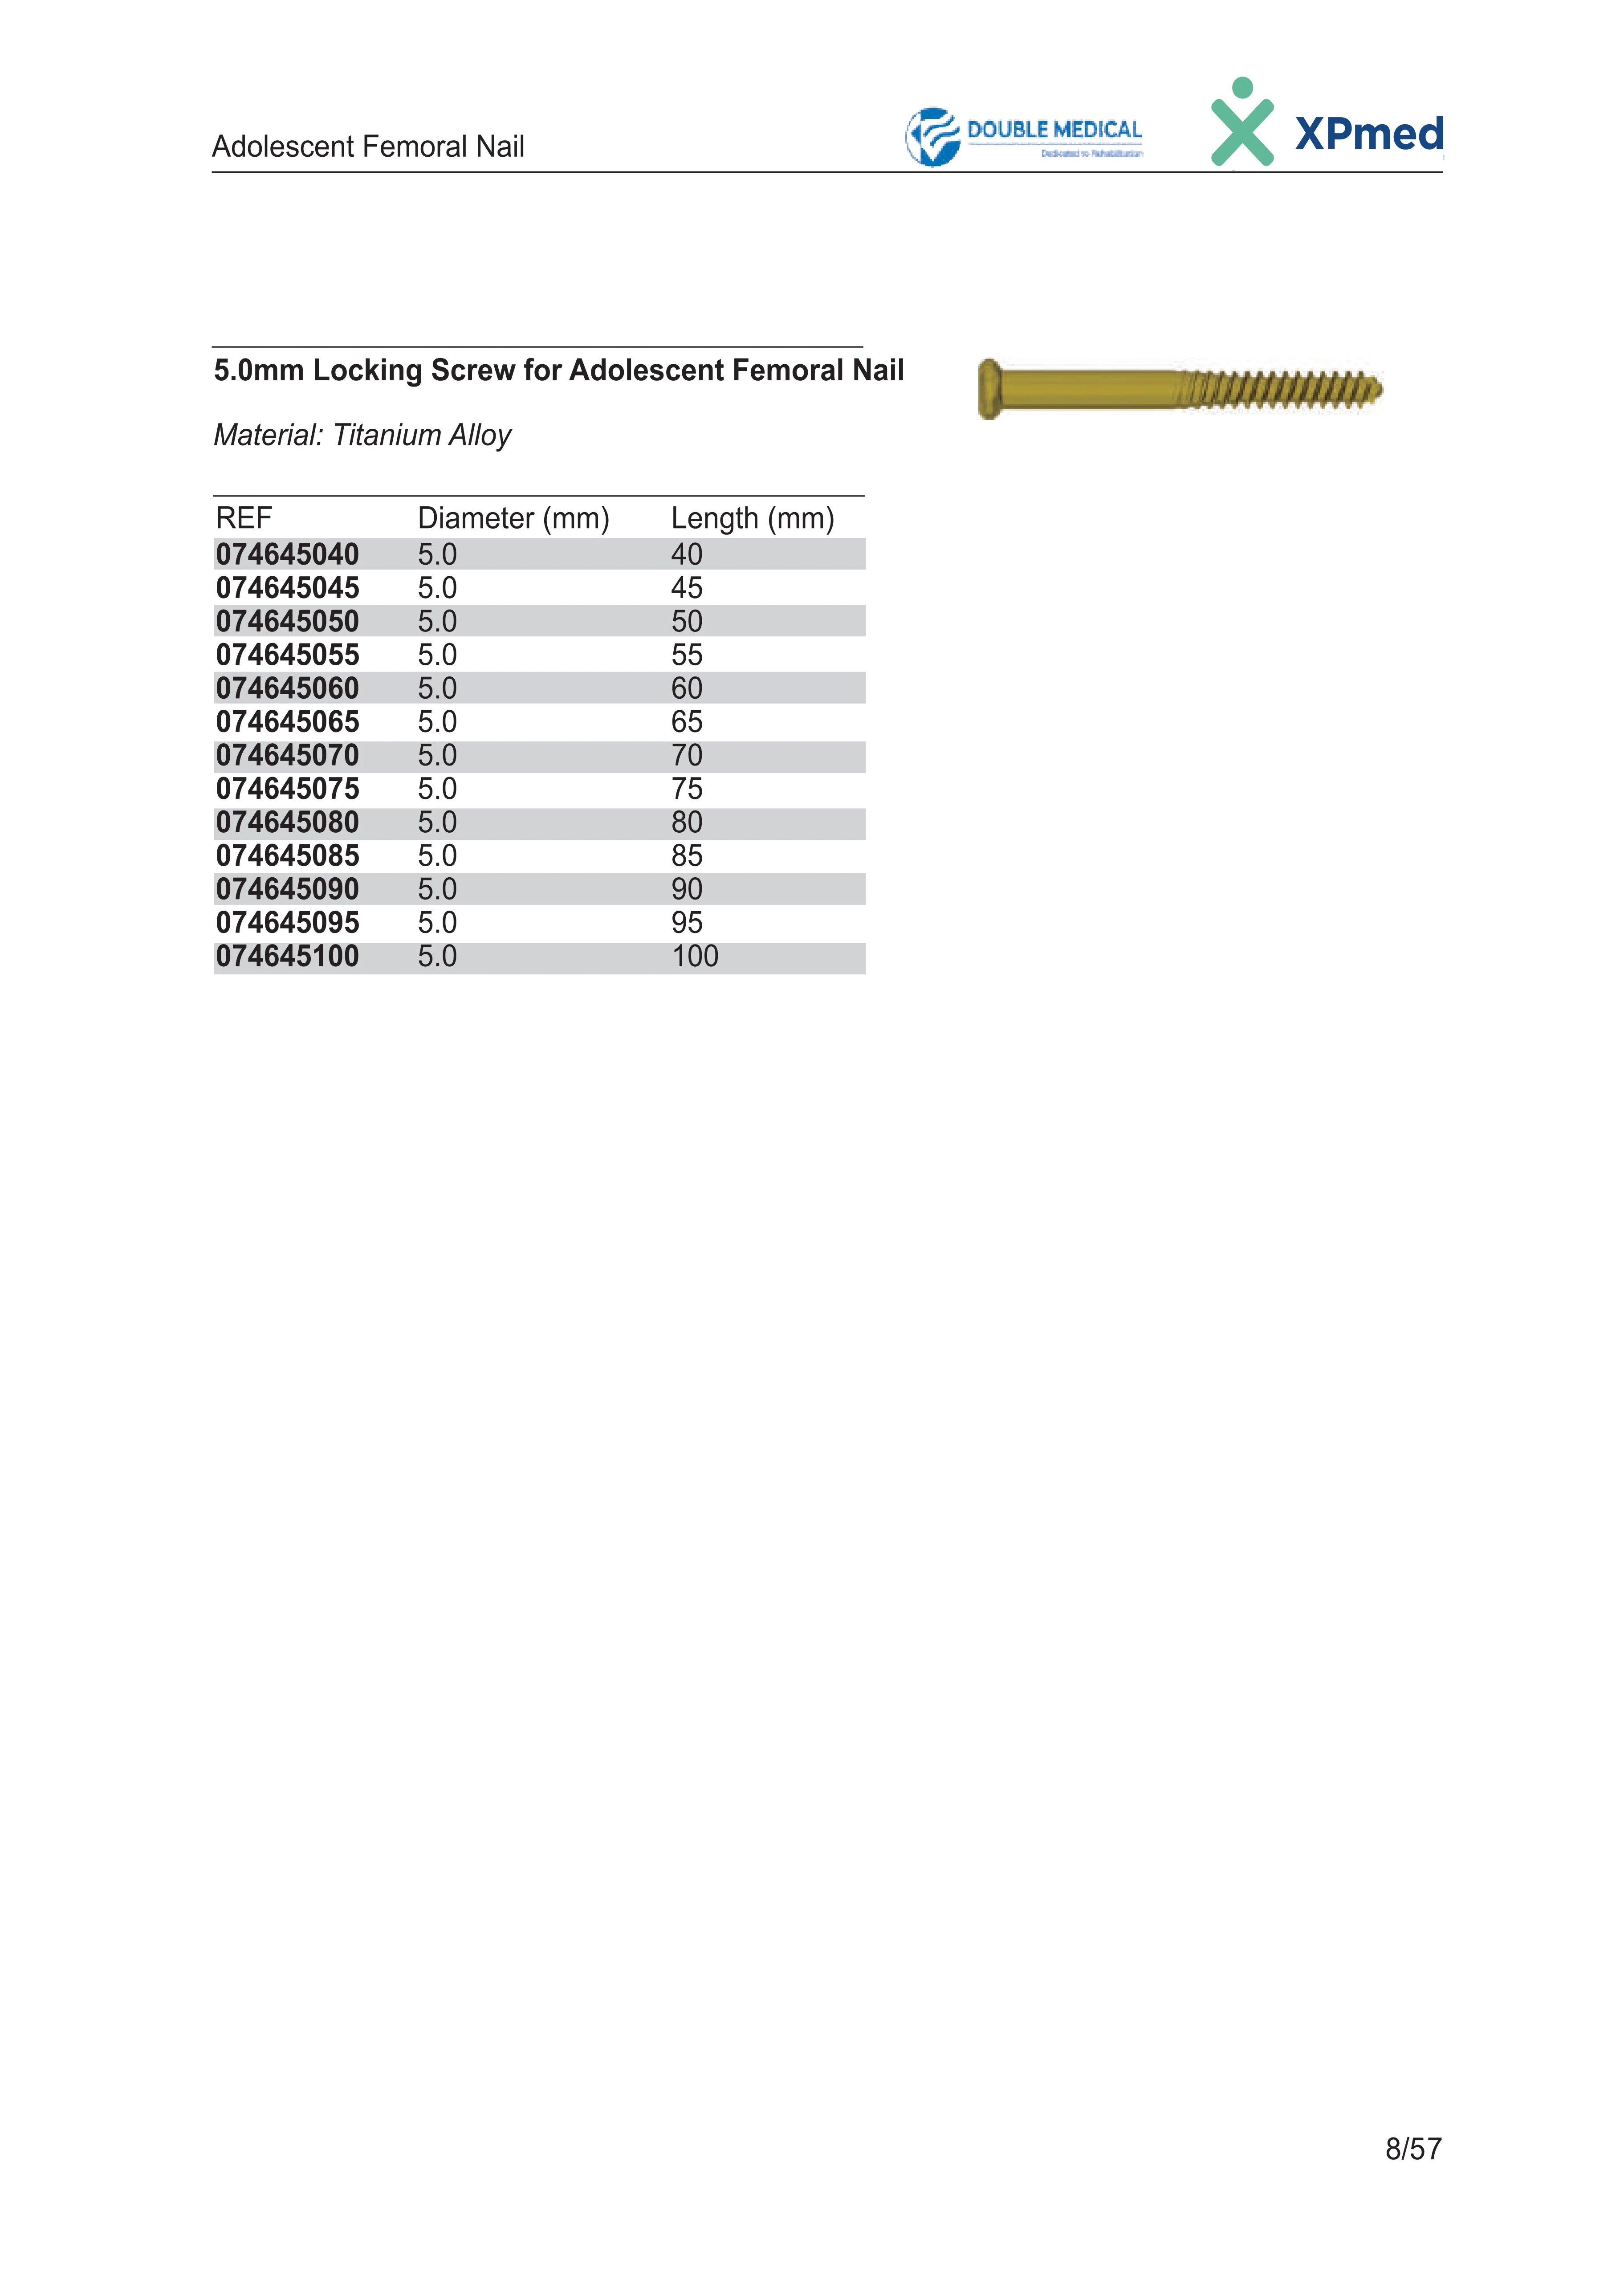 Adolescent Femoral Nail
DOUBLE MEDICAL
Dedicated to Rehabilitation
XPmed
5.0mm Locking Screw for Adolescent Femoral Nail
Material: Titanium Alloy
REF Diameter (mm) Length (mm)
074645040 5.0 40
074645045 5.0 45
074645050 5.0 50
074645055 5.0 55
074645060 5.0 60
074645065 5.0 65
074645070 5.0 70
074645075 5.0 75
074645080 5.0 80
074645085 5.0 85
074645090 5.0 90
074645095 5.0 95
074645100 5.0 100
8/57